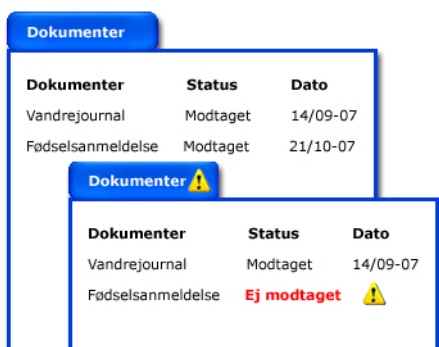 Dokumenter
Dokumenter Status Dato
Vandrejournal Modtaget 14/09-07
Fødselsanmeldelse Modtaget 21/10-07
Dokumenter
Dokumenter Status Dato
Vandrejournal Modtaget 14/09-07
Fødselsanmeldelse Ej modtaget